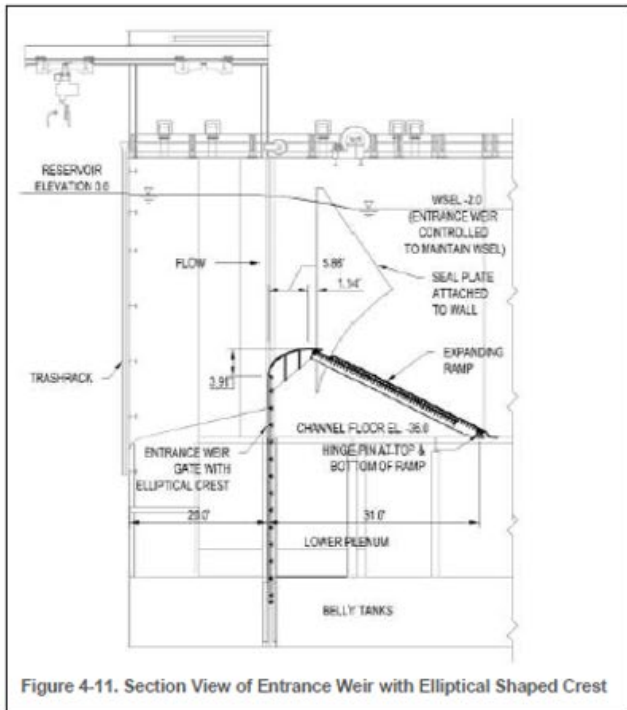 RESERVOIR
ELEVATION 0.0
WSEL -2.0
(ENTRANCE WEIR
CONTROLLED
TO MAINTAIN WSEL)
FLOW
5.86'
1.14'
SEAL PLATE
ATTACHED
TO WALL
EXPANDING
RAMP
TRASHRACK
3.91'
CHANNEL FLOOR EL -36.0
ENTRANCE WEIR
GATE WITH
ELLIPTICAL CREST
HINGE PIN AT TOP &
BOTTOM OF RAMP
20.0'
31.0'
LOWER PLENUM
BELLY TANKS
Figure 4-11. Section View of Entrance Weir with Elliptical Shaped Crest